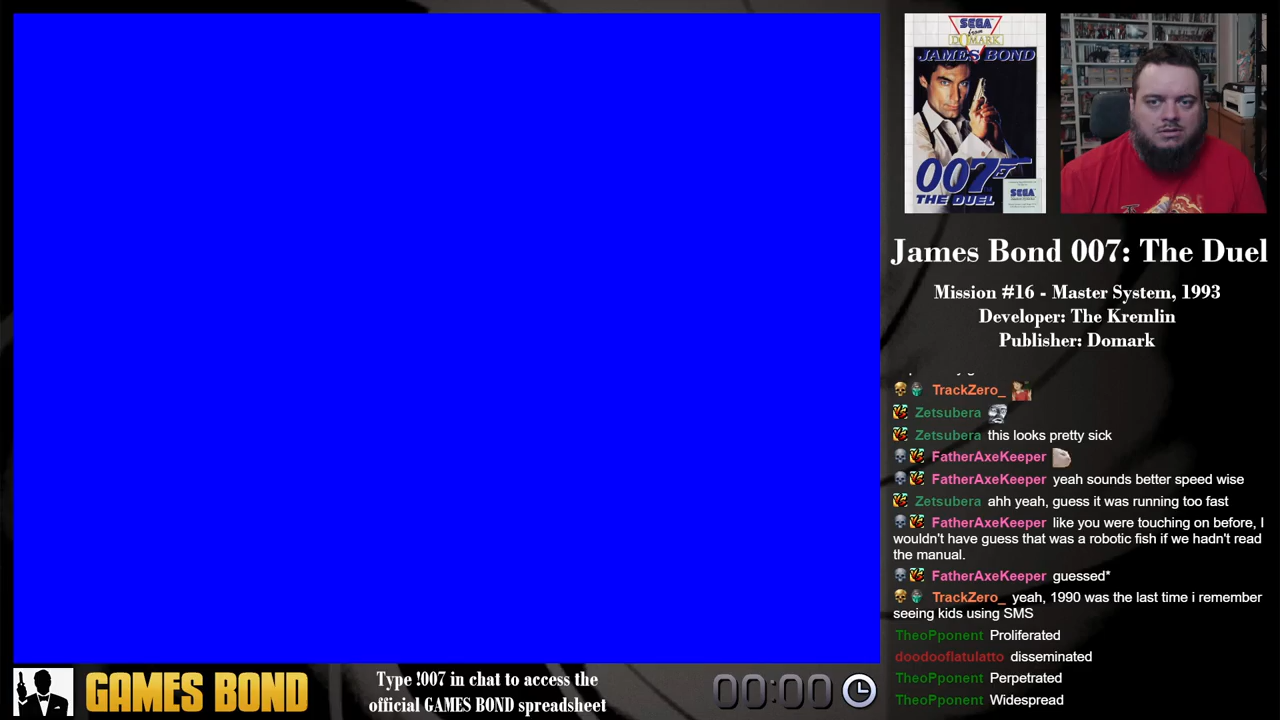 SEGA
from
DOMARK
JAMES BOND
007
THE DUEL
SEGA
James Bond 007: The Duel
Mission #16 - Master System, 1993
Developer: The Kremlin
Publisher: Domark
TrackZero_
Zetsubera
Zetsubera this looks pretty sick
FatherAxeKeeper
FatherAxeKeeper yeah sounds better speed wise
Zetsubera ahh yeah, guess it was running too fast
FatherAxeKeeper like you were touching on before, I
wouldn't have guess that was a robotic fish if we hadn't read
the manual.
FatherAxeKeeper guessed*
TrackZero_ yeah, 1990 was the last time i remember
seeing kids using SMS
TheoPponent Proliferated
doodooflatulatto disseminated
TheoPponent Perpetrated
TheoPponent Widespread
GAMES BOND
Type !007 in chat to access the
official GAMES BOND spreadsheet
00:00